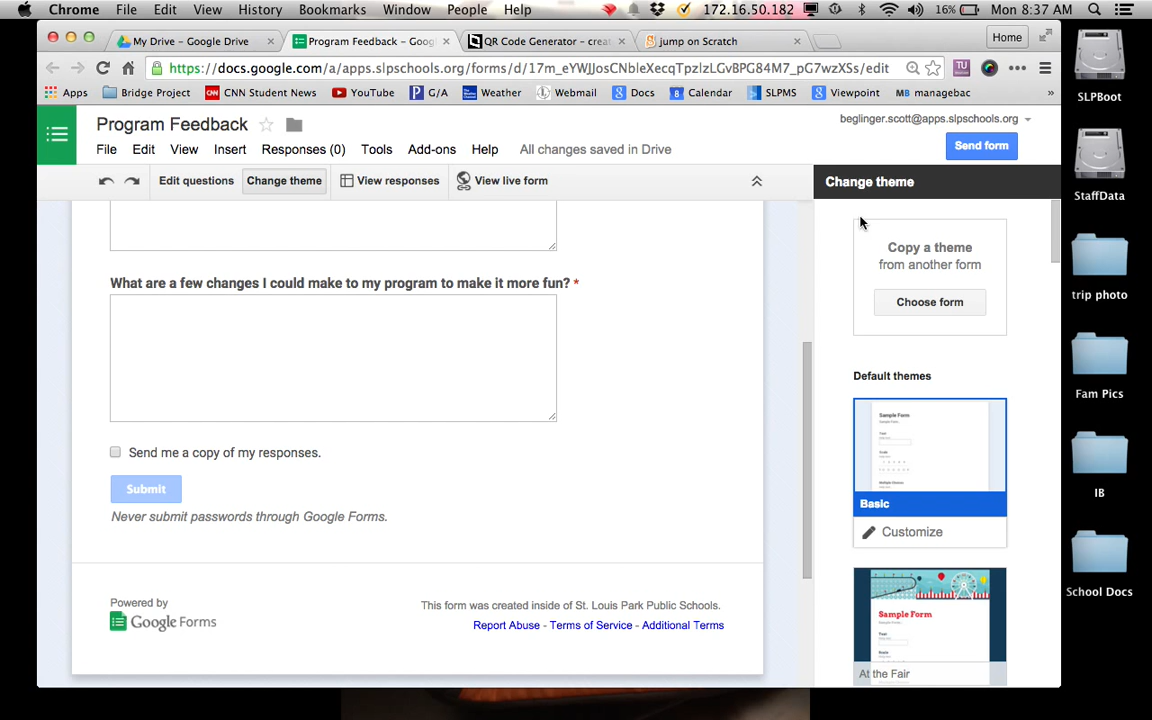 Chrome File Edit View History Bookmarks Window People Help 172.16.50.182 16% Mon 8:37 AM
My Drive - Google Drive Program Feedback - Goog QR Code Generator - creat jump on Scratch Home
https://docs.google.com/a/apps.slpschools.org/forms/d/17m_eYWJJosCNbleXecqTpzlzLGvBPG84M7_pG7wzXSs/edit
Apps Bridge Project CNN Student News YouTube G/A Weather Webmail Docs Calendar SLPMS Viewpoint managebac »
Program Feedback
beglinger.scott@apps.slpschools.org
File Edit View Insert Responses (0) Tools Add-ons Help All changes saved in Drive
Send form
Edit questions Change theme View responses View live form
Change theme
What are a few changes I could make to my program to make it more fun? *
Send me a copy of my responses.
Submit
Never submit passwords through Google Forms.
Powered by
Google Forms
This form was created inside of St. Louis Park Public Schools.
Report Abuse - Terms of Service - Additional Terms
Copy a theme
from another form
Choose form
Default themes
Sample Form
Basic
Customize
Sample Form
At the Fair
SLPBoot
StaffData
trip photo
Fam Pics
IB
School Docs